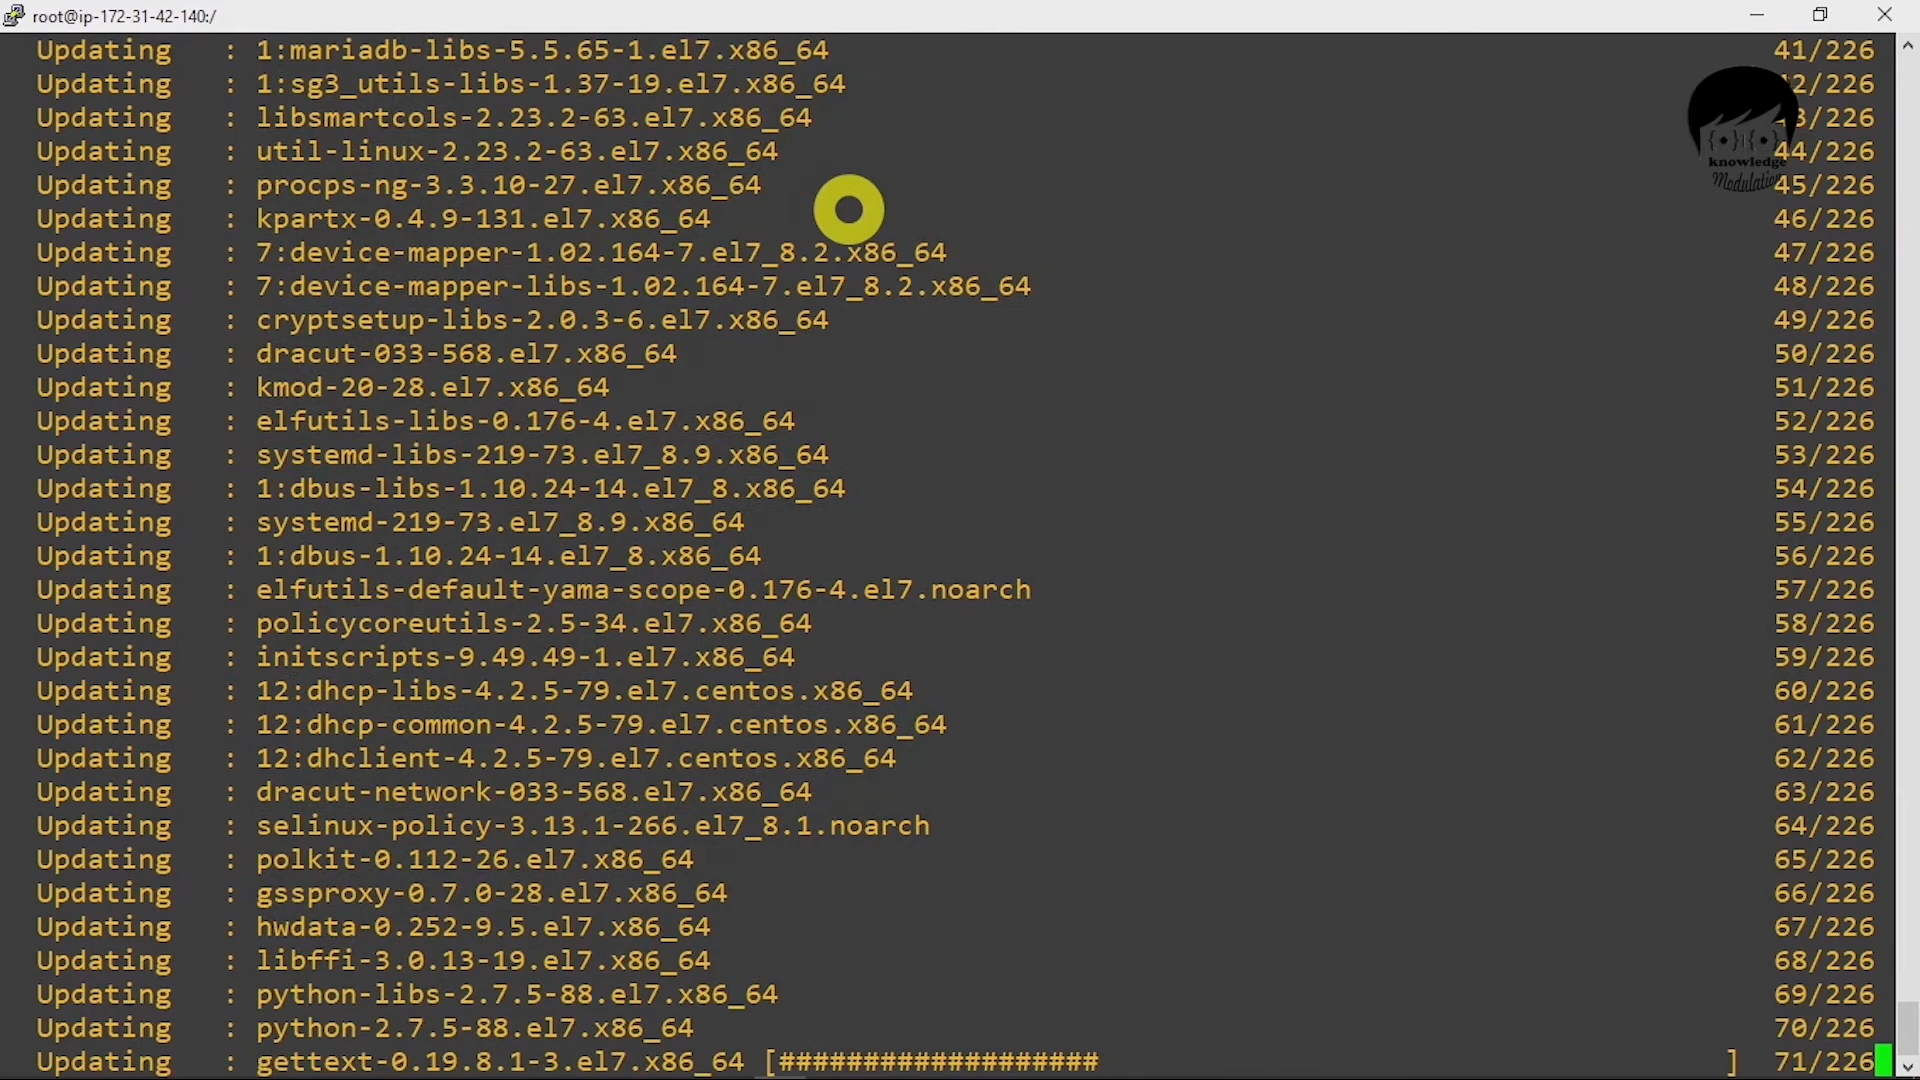 root@ip-172-31-42-140:/
Updating : 1:mariadb-libs-5.5.65-1.el7.x86_64 41/226
Updating : 1:sg3_utils-libs-1.37-19.el7.x86_64 42/226
Updating : libsmartcols-2.23.2-63.el7.x86_64 43/226
Updating : util-linux-2.23.2-63.el7.x86_64 44/226
Updating : procps-ng-3.3.10-27.el7.x86_64 45/226
Updating : kpartx-0.4.9-131.el7.x86_64 46/226
Updating : 7:device-mapper-1.02.164-7.el7_8.2.x86_64 47/226
Updating : 7:device-mapper-libs-1.02.164-7.el7_8.2.x86_64 48/226
Updating : cryptsetup-libs-2.0.3-6.el7.x86_64 49/226
Updating : dracut-033-568.el7.x86_64 50/226
Updating : kmod-20-28.el7.x86_64 51/226
Updating : elfutils-libs-0.176-4.el7.x86_64 52/226
Updating : systemd-libs-219-73.el7_8.9.x86_64 53/226
Updating : 1:dbus-libs-1.10.24-14.el7_8.x86_64 54/226
Updating : systemd-219-73.el7_8.9.x86_64 55/226
Updating : 1:dbus-1.10.24-14.el7_8.x86_64 56/226
Updating : elfutils-default-yama-scope-0.176-4.el7.noarch 57/226
Updating : policycoreutils-2.5-34.el7.x86_64 58/226
Updating : initscripts-9.49.49-1.el7.x86_64 59/226
Updating : 12:dhcp-libs-4.2.5-79.el7.centos.x86_64 60/226
Updating : 12:dhcp-common-4.2.5-79.el7.centos.x86_64 61/226
Updating : 12:dhclient-4.2.5-79.el7.centos.x86_64 62/226
Updating : dracut-network-033-568.el7.x86_64 63/226
Updating : selinux-policy-3.13.1-266.el7_8.1.noarch 64/226
Updating : polkit-0.112-26.el7.x86_64 65/226
Updating : gssproxy-0.7.0-28.el7.x86_64 66/226
Updating : hwdata-0.252-9.5.el7.x86_64 67/226
Updating : libffi-3.0.13-19.el7.x86_64 68/226
Updating : python-libs-2.7.5-88.el7.x86_64 69/226
Updating : python-2.7.5-88.el7.x86_64 70/226
Updating : gettext-0.19.8.1-3.el7.x86_64 [################### ] 71/226
{•}|{•}
knowledge
Modulation